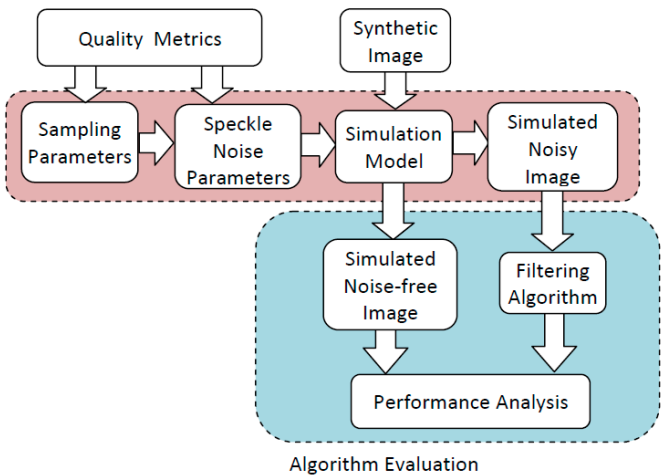 Quality Metrics
Synthetic
Image
Sampling
Parameters
Speckle
Noise
Parameters
Simulation
Model
Simulated
Noisy
Image
Simulated
Noise-free
Image
Filtering
Algorithm
Performance Analysis
Algorithm Evaluation